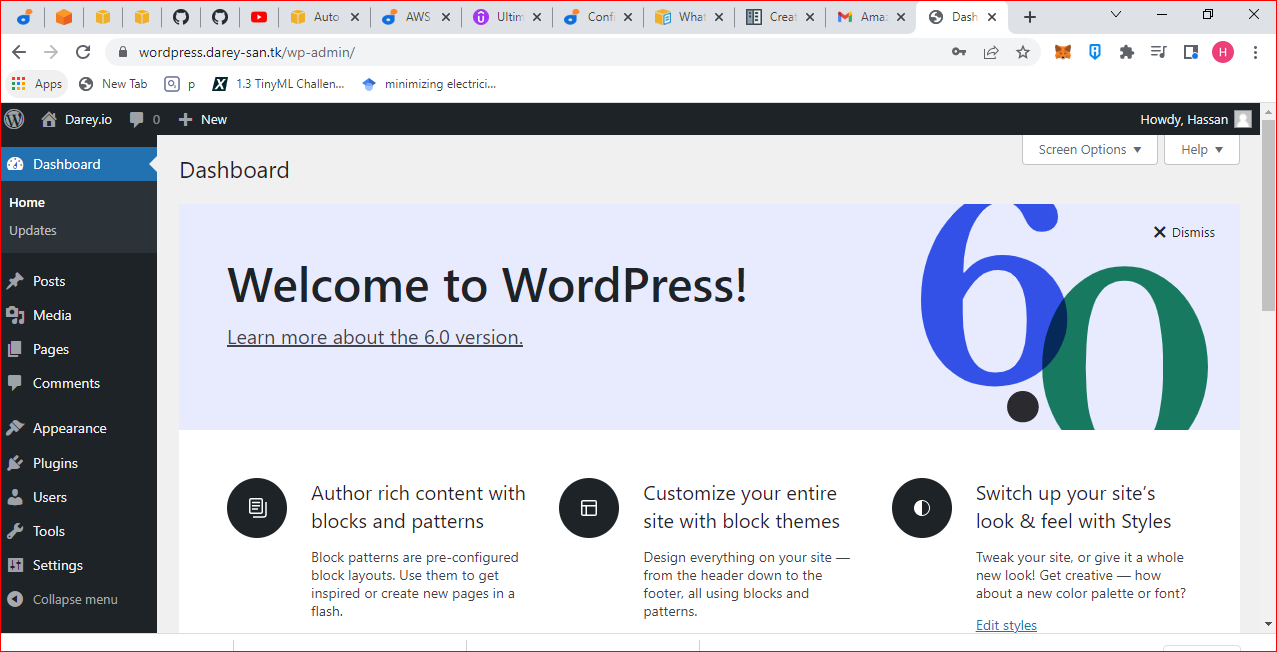 Auto
AWS
Ultim
Confi
What
Creat
Ama
Dash
wordpress.darey-san.tk/wp-admin/
H
Apps
New Tab
p
1.3 TinyML Challen...
minimizing electrici...
Darey.io
0
New
Howdy, Hassan
Dashboard
Home
Updates
Posts
Media
Pages
Comments
Appearance
Plugins
Users
Tools
Settings
Collapse menu
Screen Options
Help
Dashboard
Dismiss
Welcome to WordPress!
Learn more about the 6.0 version.
6.0
Author rich content with
blocks and patterns
Block patterns are pre-configured
block layouts. Use them to get
inspired or create new pages in a
flash.
Customize your entire
site with block themes
Design everything on your site —
from the header down to the
footer, all using blocks and
patterns.
Switch up your site’s
look & feel with Styles
Tweak your site, or give it a whole
new look! Get creative — how
about a new color palette or font?
Edit styles